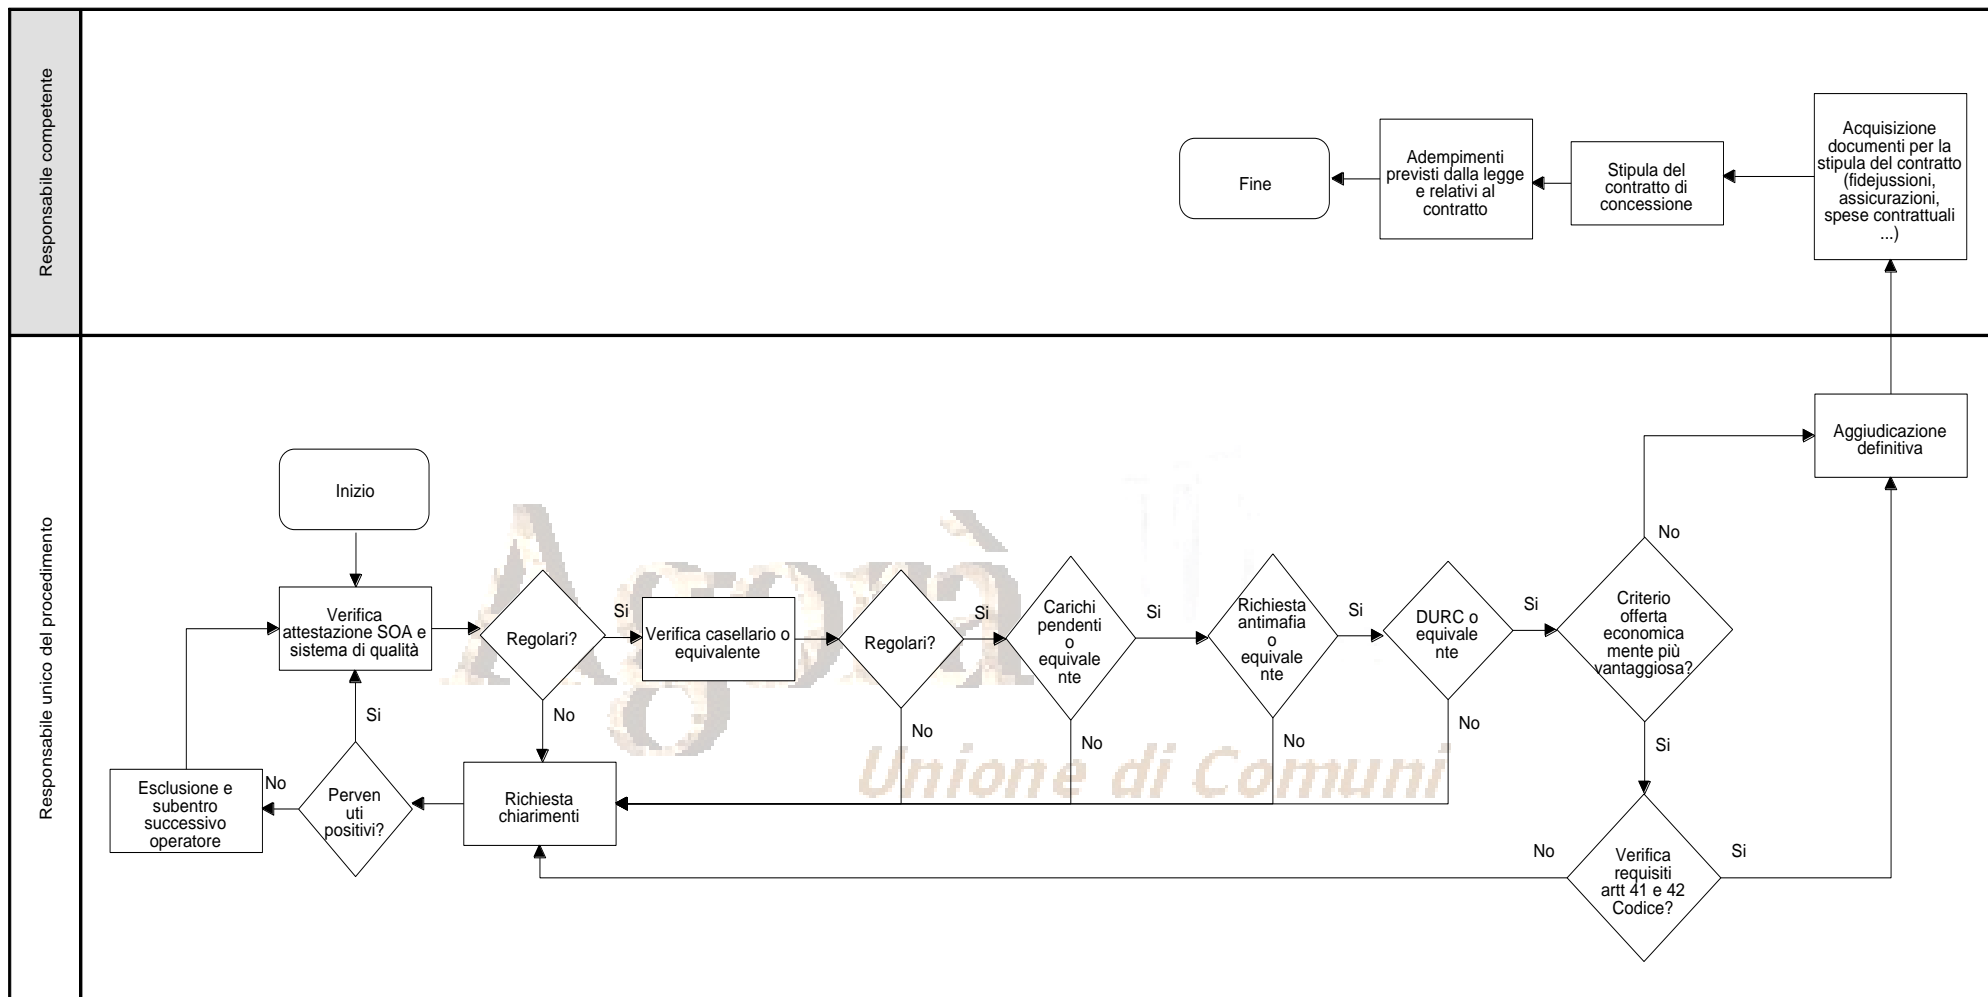 Responsabile competente
Fine
Adempimenti
previsti dalla legge
e relativi al
contratto
Stipula del
contratto di
concessione
Acquisizione
documenti per la
stipula del contratto
(fidejussioni,
assicurazioni,
spese contrattuali
...)
Responsabile unico del procedimento
Aggiudicazione
definitiva
Inizio
Verifica
attestazione SOA e
sistema di qualità
Regolari?
Si
No
Verifica casellario o
equivalente
Regolari?
Si
No
Carichi
pendenti
o
equivale
nte
Si
No
Richiesta
antimafia
o
equivale
nte
Si
No
DURC o
equivale
nte
Si
No
Criterio
offerta
economica
mente più
vantaggiosa?
No
Si
Esclusione e
subentro
successivo
operatore
No
Perven
uti
positivi?
Si
Richiesta
chiarimenti
No
Verifica
requisiti
artt 41 e 42
Codice?
Si
Agorà
Unione di Comuni